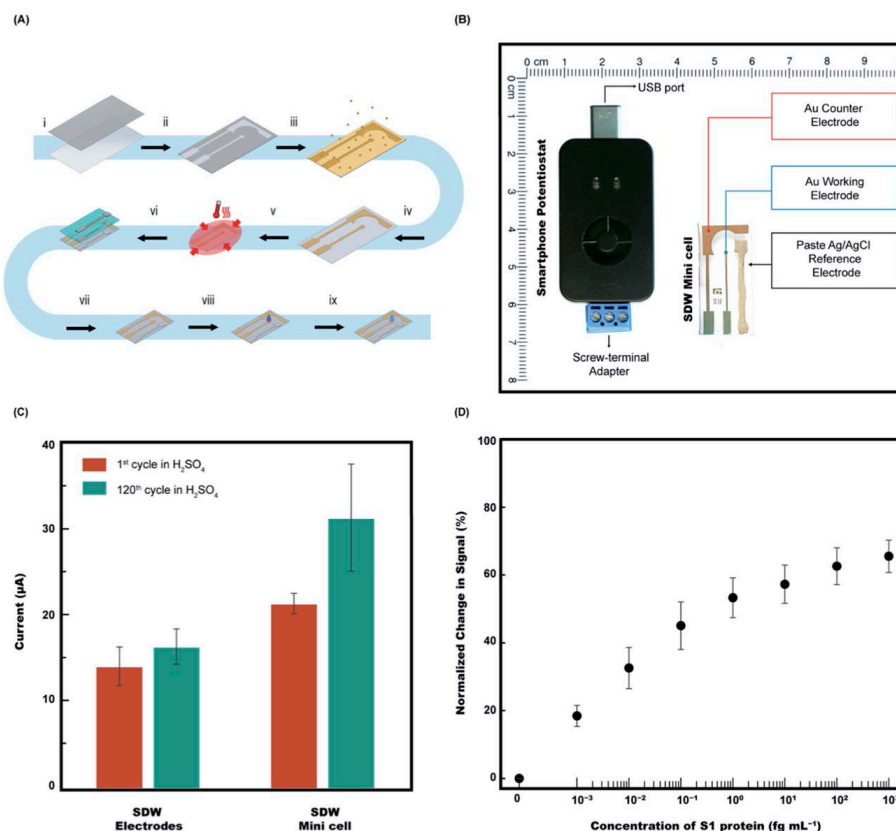 (A)
i
ii
iii
iv
v
vi
vii
viii
ix
(B)
0 cm 1 2 3 4 5 6 7 8 9
0
cm
1
2
3
4
5
6
7
8
USB port
Smartphone Potentiostat
Screw-terminal
Adapter
SDW Mini cell
Au Counter
Electrode
Au Working
Electrode
Paste Ag/AgCl
Reference
Electrode
(C)
Current (µA)
40
30
20
10
0
1st cycle in H₂SO₄
120th cycle in H₂SO₄
SDW
Electrodes
SDW
Mini cell
(D)
Normalized Change in Signal (%)
100
80
60
40
20
0
0 10⁻³ 10⁻² 10⁻¹ 10⁰ 10¹ 10²
Concentration of S1 protein (fg mL⁻¹)